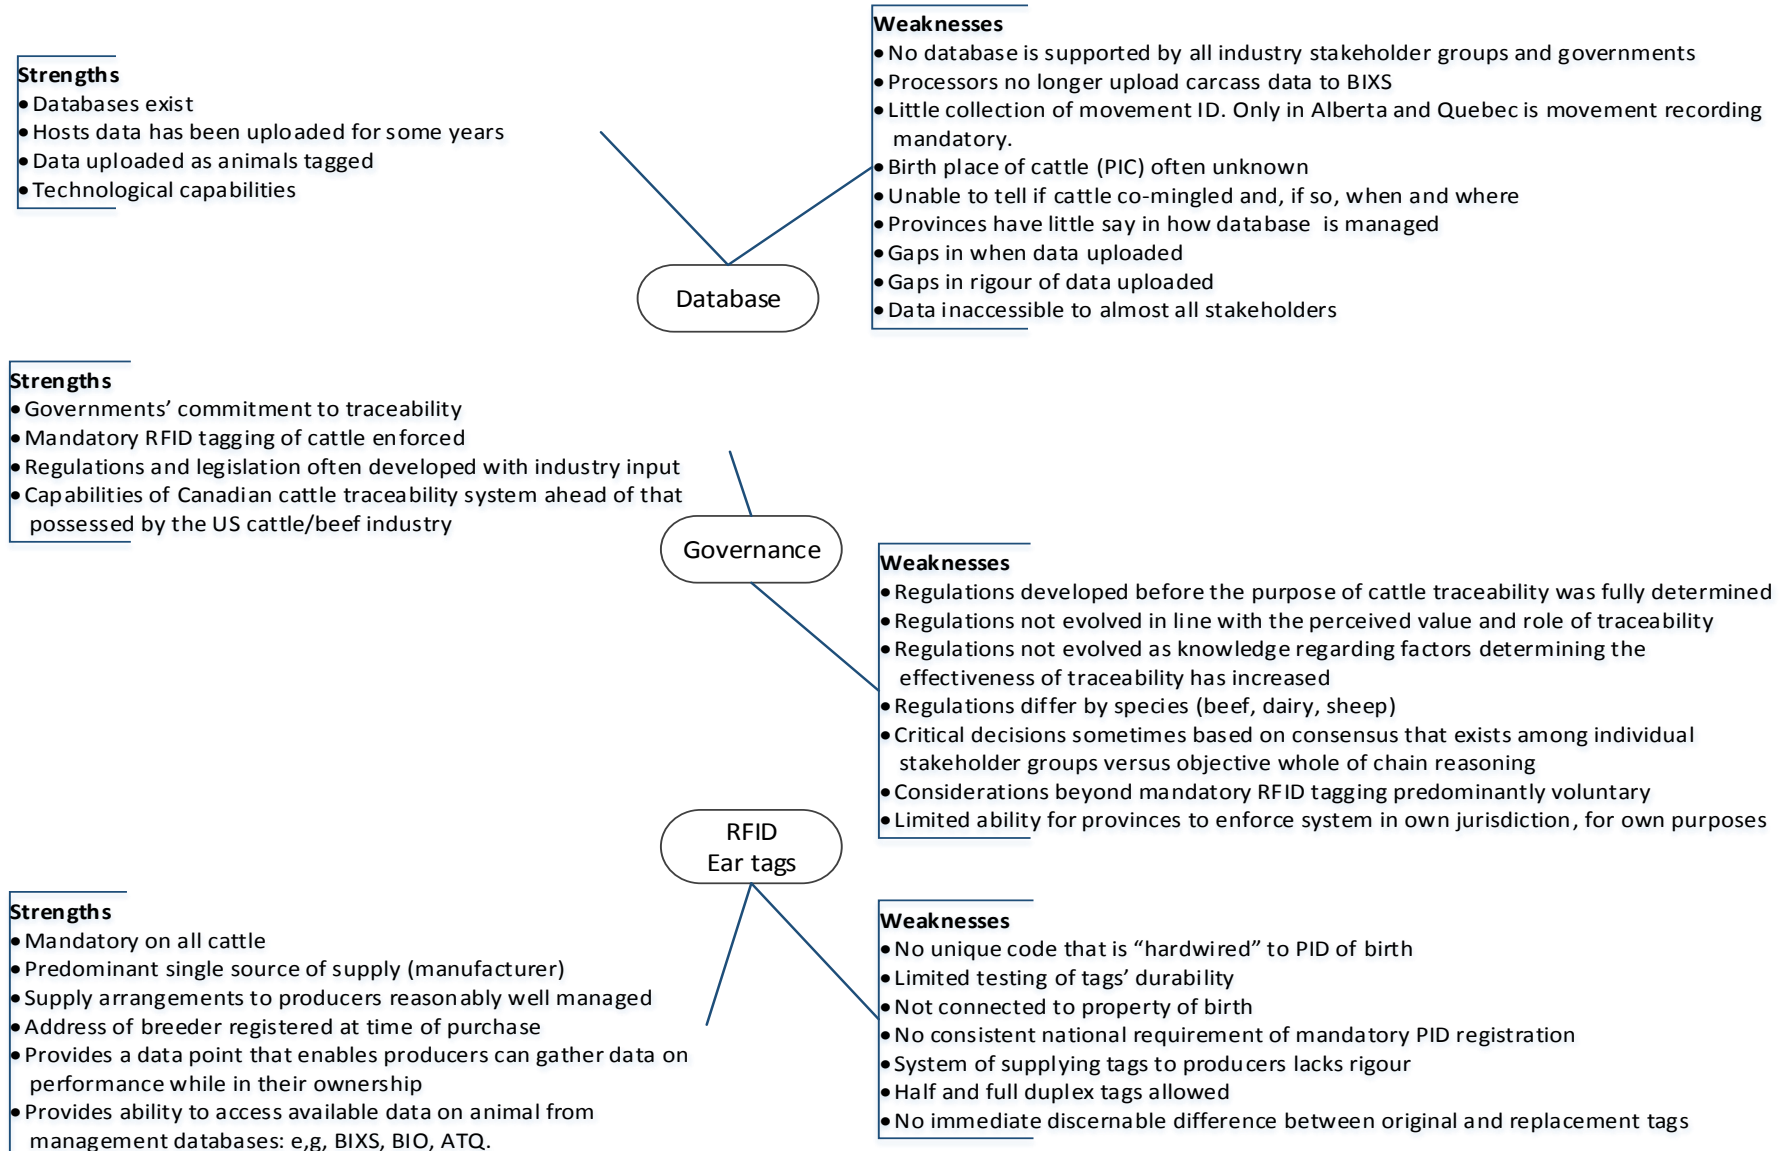 Strengths
•Databases exist
•Hosts data has been uploaded for some years
•Data uploaded as animals tagged
•Technological capabilities
Weaknesses
•No database is supported by all industry stakeholder groups and governments
•Processors no longer upload carcass data to BIXS
•Little collection of movement ID. Only in Alberta and Quebec is movement recording
mandatory.
•Birth place of cattle (PIC) often unknown
•Unable to tell if cattle co-mingled and, if so, when and where
•Provinces have little say in how database is managed
•Gaps in when data uploaded
•Gaps in rigour of data uploaded
•Data inaccessible to almost all stakeholders
Database
Strengths
•Governments’ commitment to traceability
•Mandatory RFID tagging of cattle enforced
•Regulations and legislation often developed with industry input
•Capabilities of Canadian cattle traceability system ahead of that
possessed by the US cattle/beef industry
Governance
Weaknesses
•Regulations developed before the purpose of cattle traceability was fully determined
•Regulations not evolved in line with the perceived value and role of traceability
•Regulations not evolved as knowledge regarding factors determining the
effectiveness of traceability has increased
•Regulations differ by species (beef, dairy, sheep)
•Critical decisions sometimes based on consensus that exists among individual
stakeholder groups versus objective whole of chain reasoning
•Considerations beyond mandatory RFID tagging predominantly voluntary
•Limited ability for provinces to enforce system in own jurisdiction, for own purposes
RFID
Ear tags
Strengths
•Mandatory on all cattle
•Predominant single source of supply (manufacturer)
•Supply arrangements to producers reasonably well managed
•Address of breeder registered at time of purchase
•Provides a data point that enables producers can gather data on
performance while in their ownership
•Provides ability to access available data on animal from
management databases: e,g, BIXS, BIO, ATQ.
Weaknesses
•No unique code that is “hardwired” to PID of birth
•Limited testing of tags’ durability
•Not connected to property of birth
•No consistent national requirement of mandatory PID registration
•System of supplying tags to producers lacks rigour
•Half and full duplex tags allowed
•No immediate discernable difference between original and replacement tags